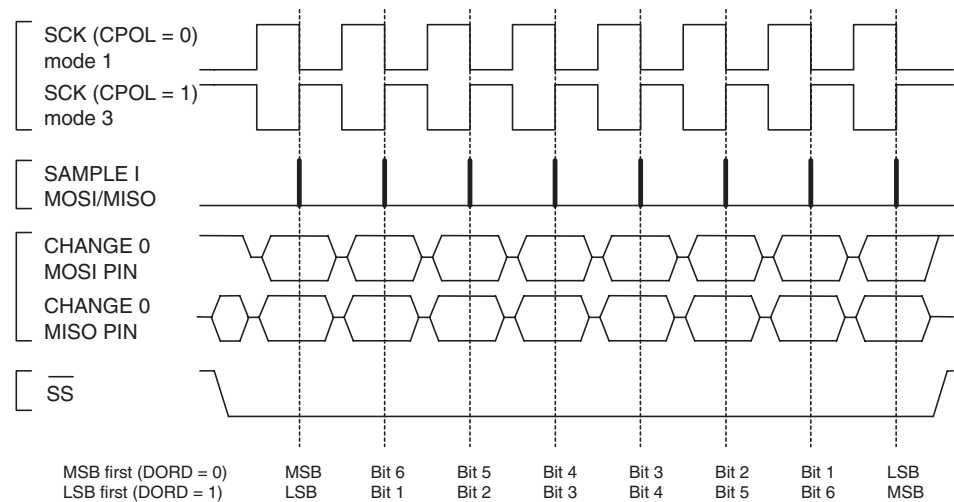 SCK (CPOL = 0)
mode 1
SCK (CPOL = 1)
mode 3
SAMPLE I
MOSI/MISO
CHANGE 0
MOSI PIN
CHANGE 0
MISO PIN
SS
MSB first (DORD = 0) MSB Bit 6 Bit 5 Bit 4 Bit 3 Bit 2 Bit 1 LSB
LSB first (DORD = 1) LSB Bit 1 Bit 2 Bit 3 Bit 4 Bit 5 Bit 6 MSB